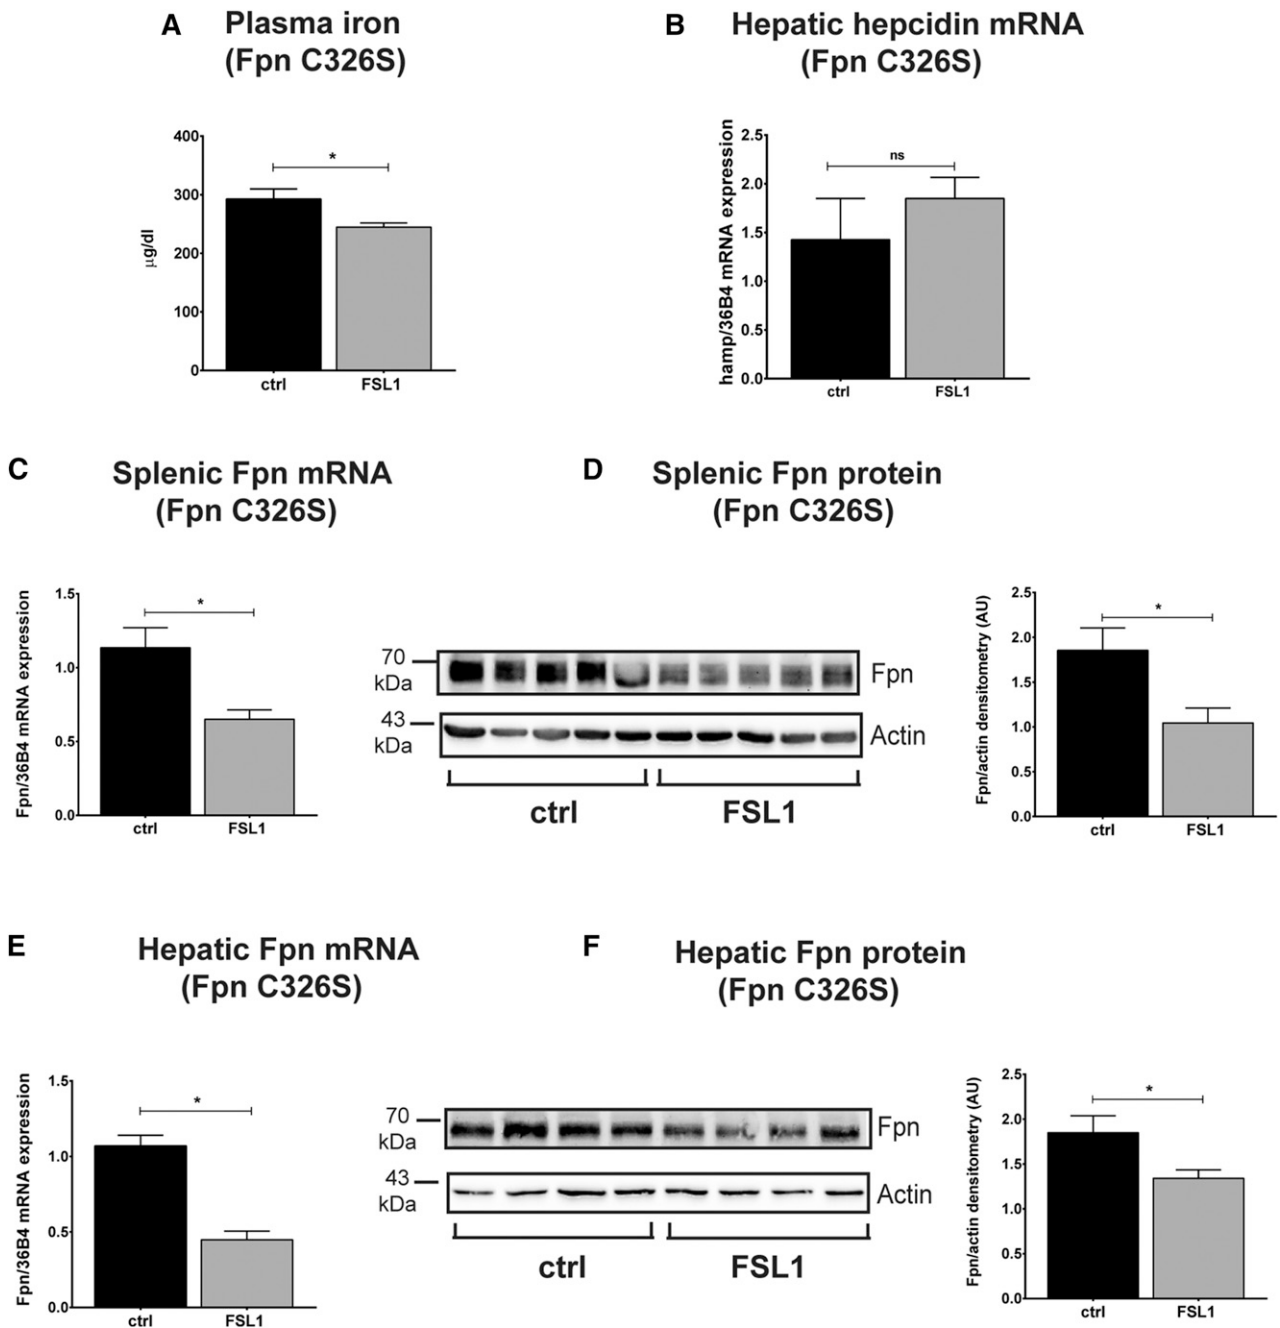 A
Plasma iron
(Fpn C326S)
400
300
200
100
0
µg/dl
*
ctrl
FSL1
B
Hepatic hepcidin mRNA
(Fpn C326S)
2.5
2.0
1.5
1.0
0.5
0.0
hamp/36B4 mRNA expression
ns
ctrl
FSL1
C
Splenic Fpn mRNA
(Fpn C326S)
1.5
1.0
0.5
0.0
Fpn/36B4 mRNA expression
*
ctrl
FSL1
D
Splenic Fpn protein
(Fpn C326S)
70
kDa
Fpn
43
kDa
Actin
ctrl
FSL1
2.5
2.0
1.5
1.0
0.5
0.0
Fpn/actin densitometry (AU)
*
ctrl
FSL1
E
Hepatic Fpn mRNA
(Fpn C326S)
1.5
1.0
0.5
0.0
Fpn/36B4 mRNA expression
*
ctrl
FSL1
F
Hepatic Fpn protein
(Fpn C326S)
70
kDa
Fpn
43
kDa
Actin
ctrl
FSL1
2.5
2.0
1.5
1.0
0.5
0.0
Fpn/actin densitometry (AU)
*
ctrl
FSL1